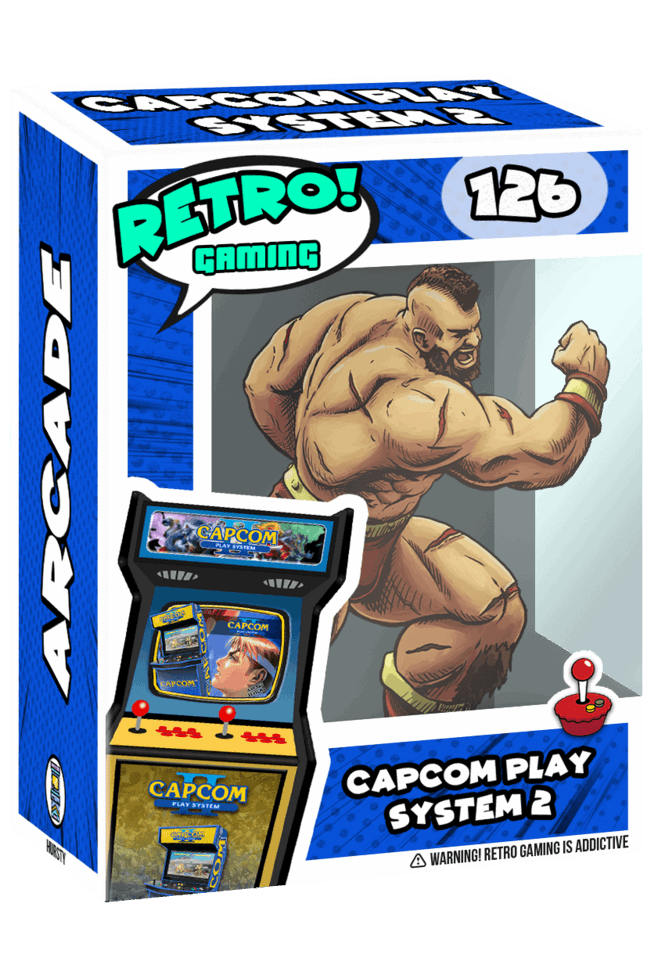 CAPCOM PLAY
SYSTEM 2
RETRO!
GAMING
126
ARCADE
CAPCOM
PLAY SYSTEM
CAPCOM
CAPCOM
II
CAPCOM
PLAY SYSTEM
CAPCOM PLAY
SYSTEM 2
WARNING! RETRO GAMING IS ADDICTIVE
HURSTY